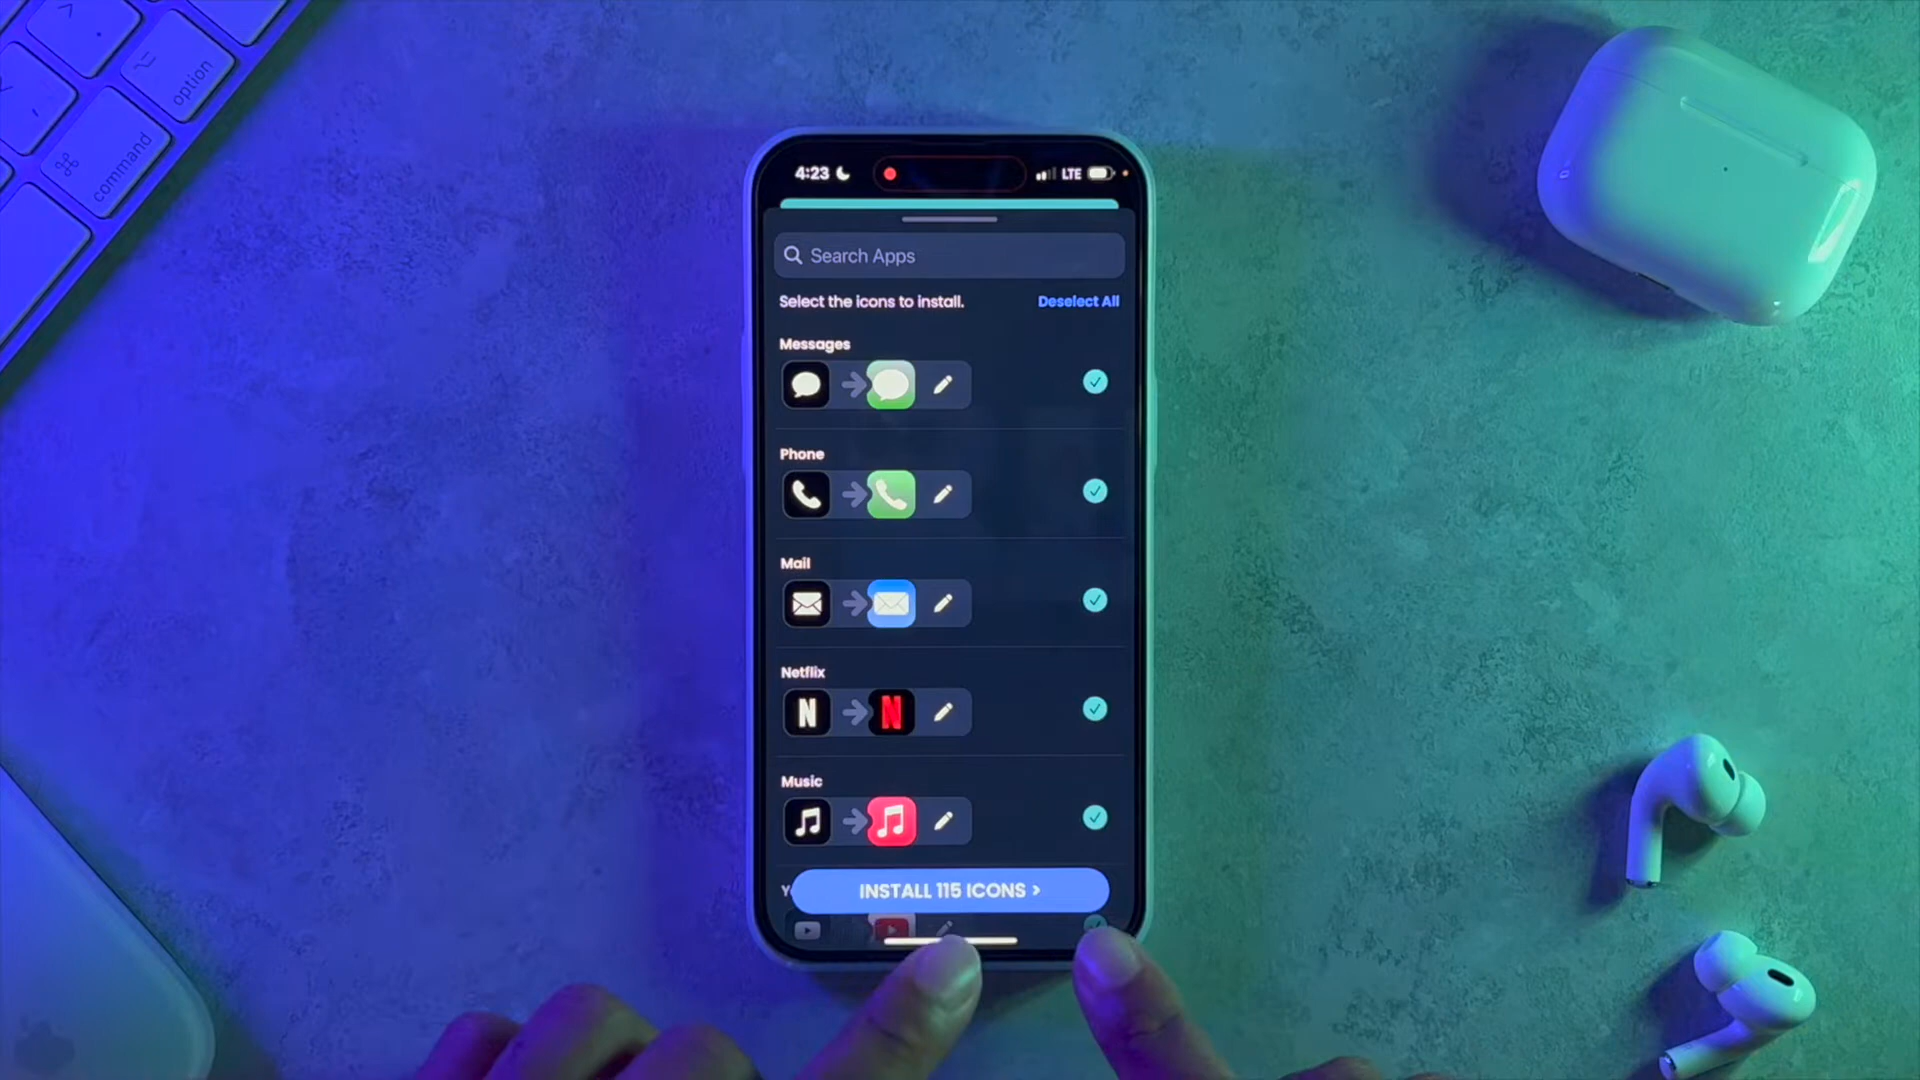 option
command
4:23
LTE
Search Apps
Select the icons to install.
Deselect All
Messages
Phone
Mail
Netflix
N
N
Music
INSTALL 115 ICONS >